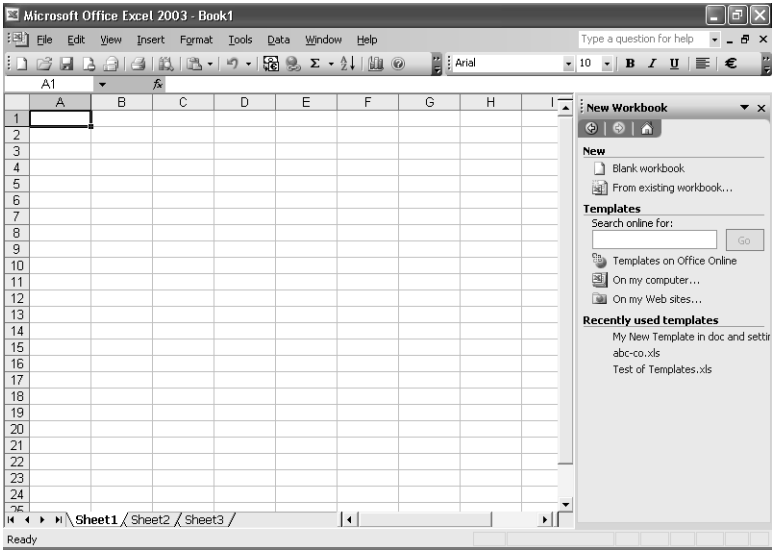 Microsoft Office Excel 2003 - Book1
File Edit View Insert Format Tools Data Window Help Type a question for help
Σ Arial 10 B I U €
A1 fx
A B C D E F G H I
1
2
3
4
5
6
7
8
9
10
11
12
13
14
15
16
17
18
19
20
21
22
23
24
25
New Workbook
New
Blank workbook
From existing workbook...
Templates
Search online for:
Go
Templates on Office Online
On my computer...
On my Web sites...
Recently used templates
My New Template in doc and settin
abc-co.xls
Test of Templates.xls
Sheet1 Sheet2 Sheet3
Ready